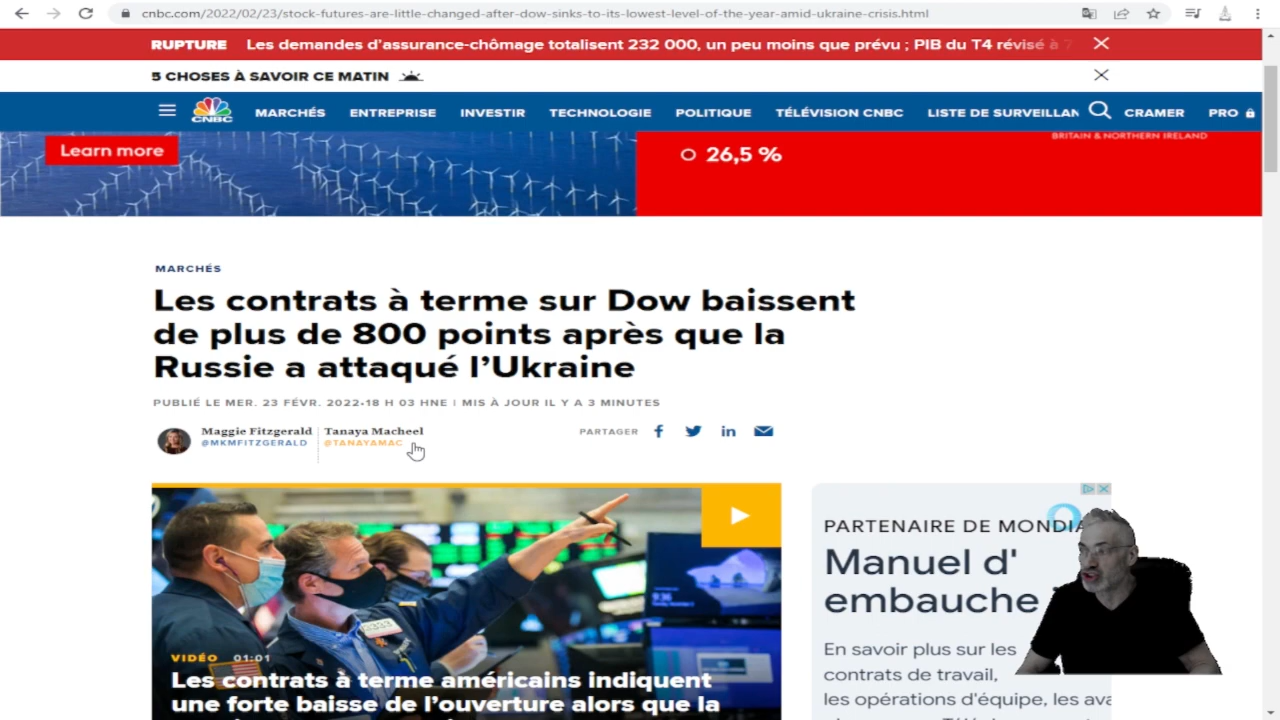 cnbc.com/2022/02/23/stock-futures-are-little-changed-after-dow-sinks-to-its-lowest-level-of-the-year-amid-ukraine-crisis.html
RUPTURE Les demandes d'assurance-chômage totalisent 232 000, un peu moins que prévu ; PIB du T4 révisé à 7
5 CHOSES À SAVOIR CE MATIN
CNBC MARCHÉS ENTREPRISE INVESTIR TECHNOLOGIE POLITIQUE TÉLÉVISION CNBC LISTE DE SURVEILLAN CRAMER PRO
BRITAIN & NORTHERN IRELAND
Learn more
26,5 %
MARCHÉS
Les contrats à terme sur Dow baissent
de plus de 800 points après que la
Russie a attaqué l'Ukraine
PUBLIÉ LE MER. 23 FÉVR. 2022•18 H 03 HNE | MIS À JOUR IL Y A 3 MINUTES
Maggie Fitzgerald Tanaya Macheel
@MKMFITZGERALD @TANAYAMAC
PARTAGER
PARTENAIRE DE MONDIA
Manuel d'
embauche
En savoir plus sur les
contrats de travail,
les opérations d'équipe, les ava
VIDÉO 01:01
Les contrats à terme américains indiquent
une forte baisse de l'ouverture alors que la